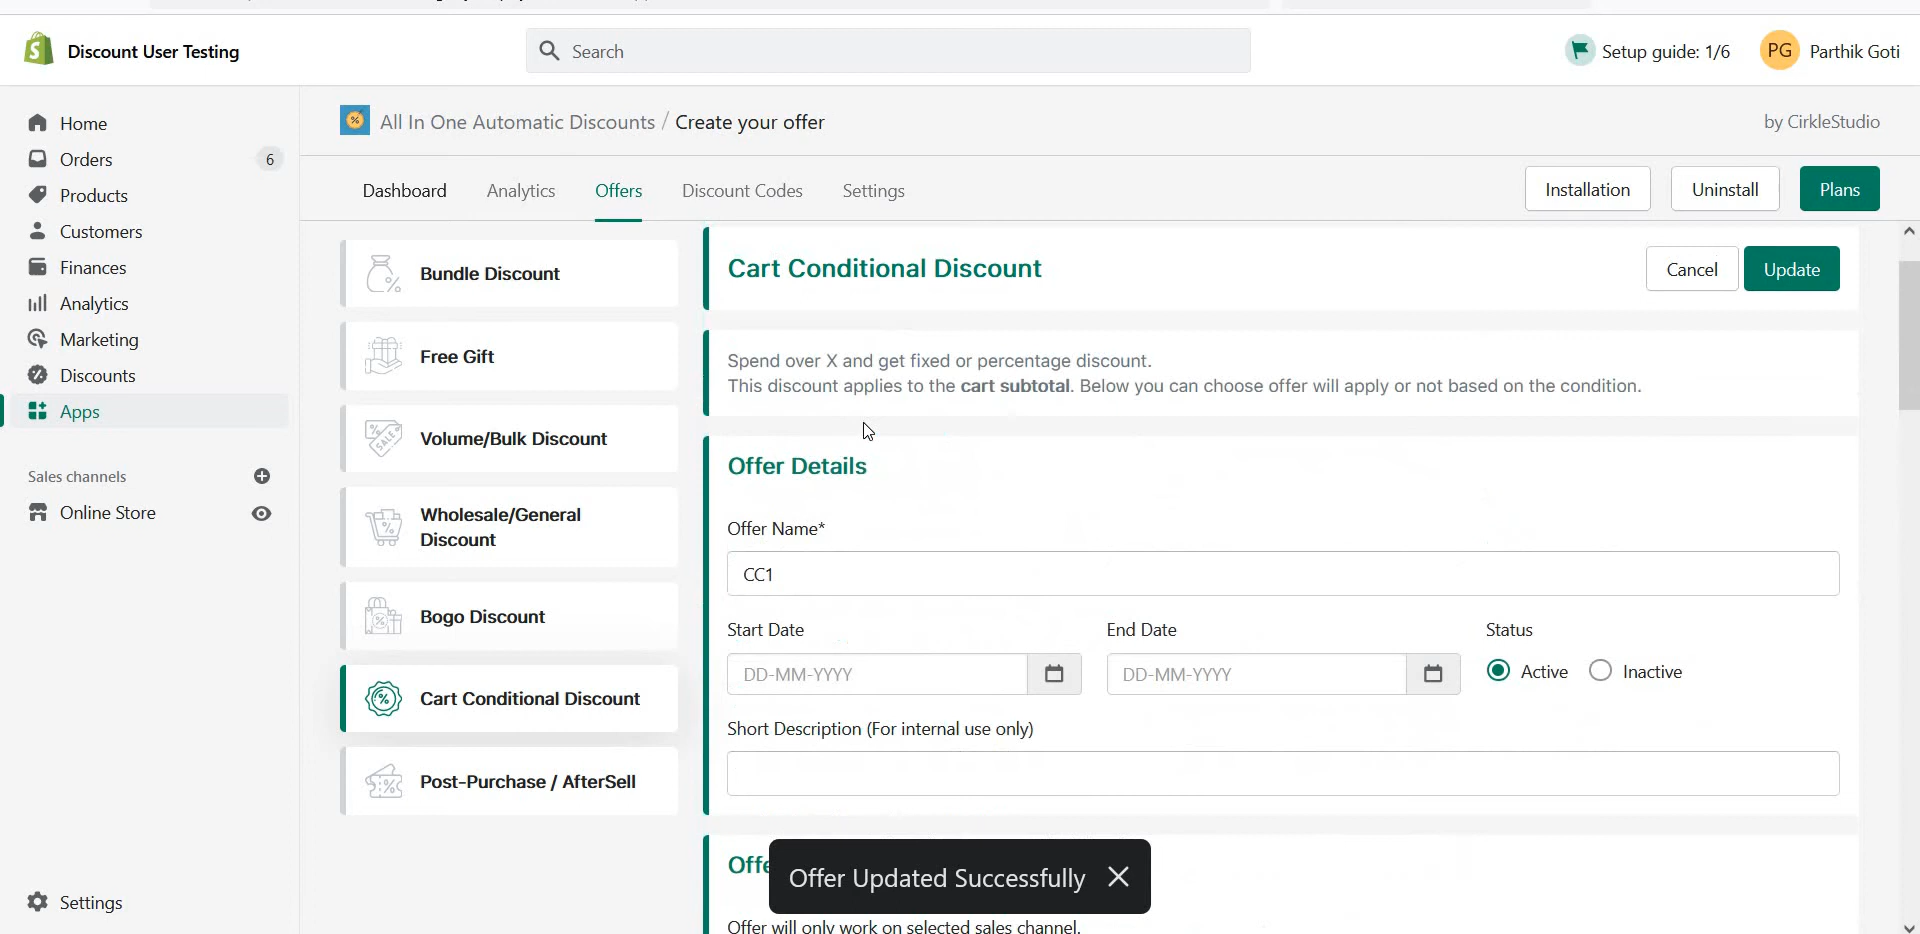 Discount User Testing
Search
Setup guide: 1/6
PG
Parthik Goti
Home
Orders
6
Products
Customers
Finances
Analytics
Marketing
Discounts
Apps
Sales channels
Online Store
Settings
All In One Automatic Discounts / Create your offer
by CirkleStudio
Dashboard
Analytics
Offers
Discount Codes
Settings
Installation
Uninstall
Plans
Bundle Discount
Free Gift
Volume/Bulk Discount
Wholesale/General
Discount
Bogo Discount
Cart Conditional Discount
Post-Purchase / AfterSell
Cart Conditional Discount
Cancel
Update
Spend over X and get fixed or percentage discount.
This discount applies to the cart subtotal. Below you can choose offer will apply or not based on the condition.
Offer Details
Offer Name*
CC1
Start Date
End Date
Status
DD-MM-YYYY
DD-MM-YYYY
Active
Inactive
Short Description (For internal use only)
Offer Updated Successfully
Offer will only work on selected sales channel.